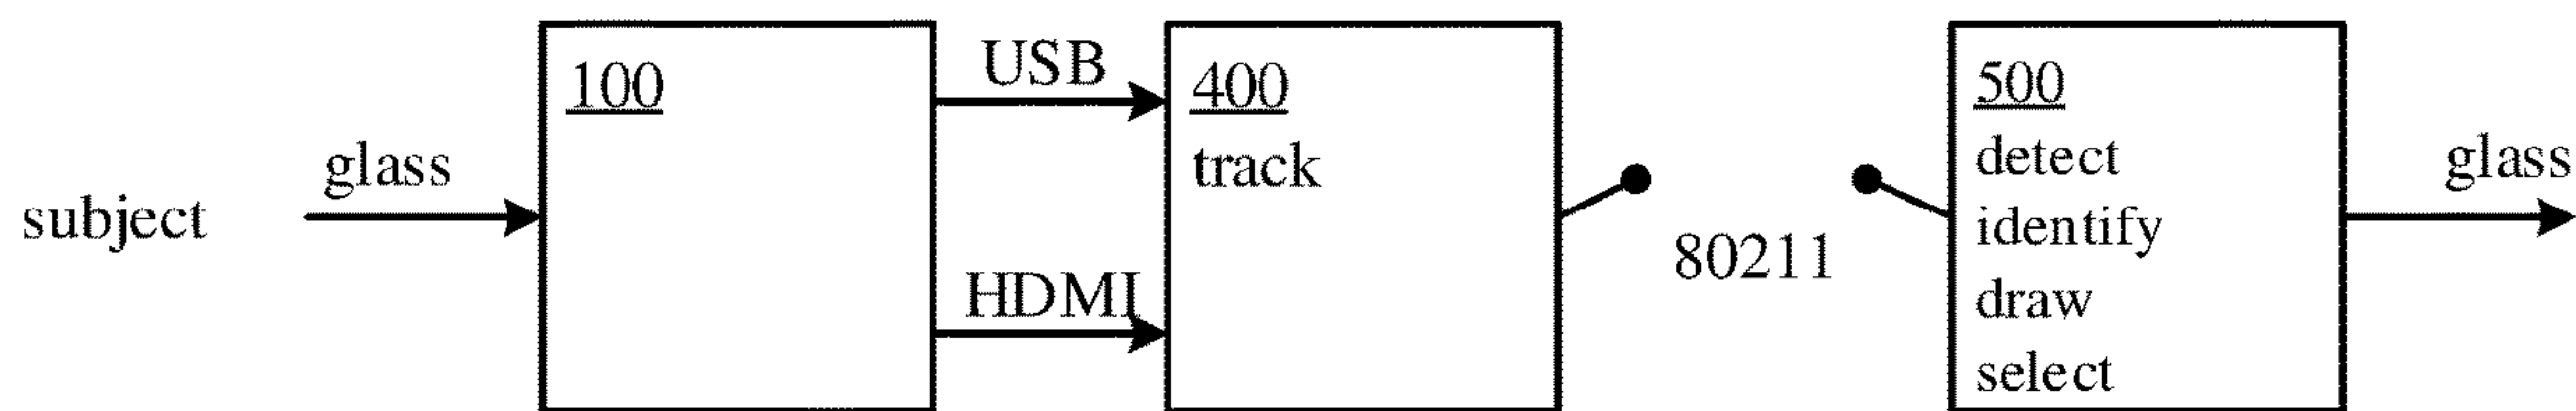 subject
glass
100
USB
HDMI
400
track
80211
500
detect
identify
draw
select
glass